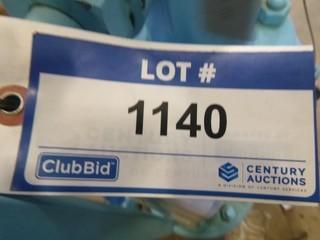 LOT #
1140
ClubBid
CENTURY
AUCTIONS
A DIVISION OF CENTURY SERVICES